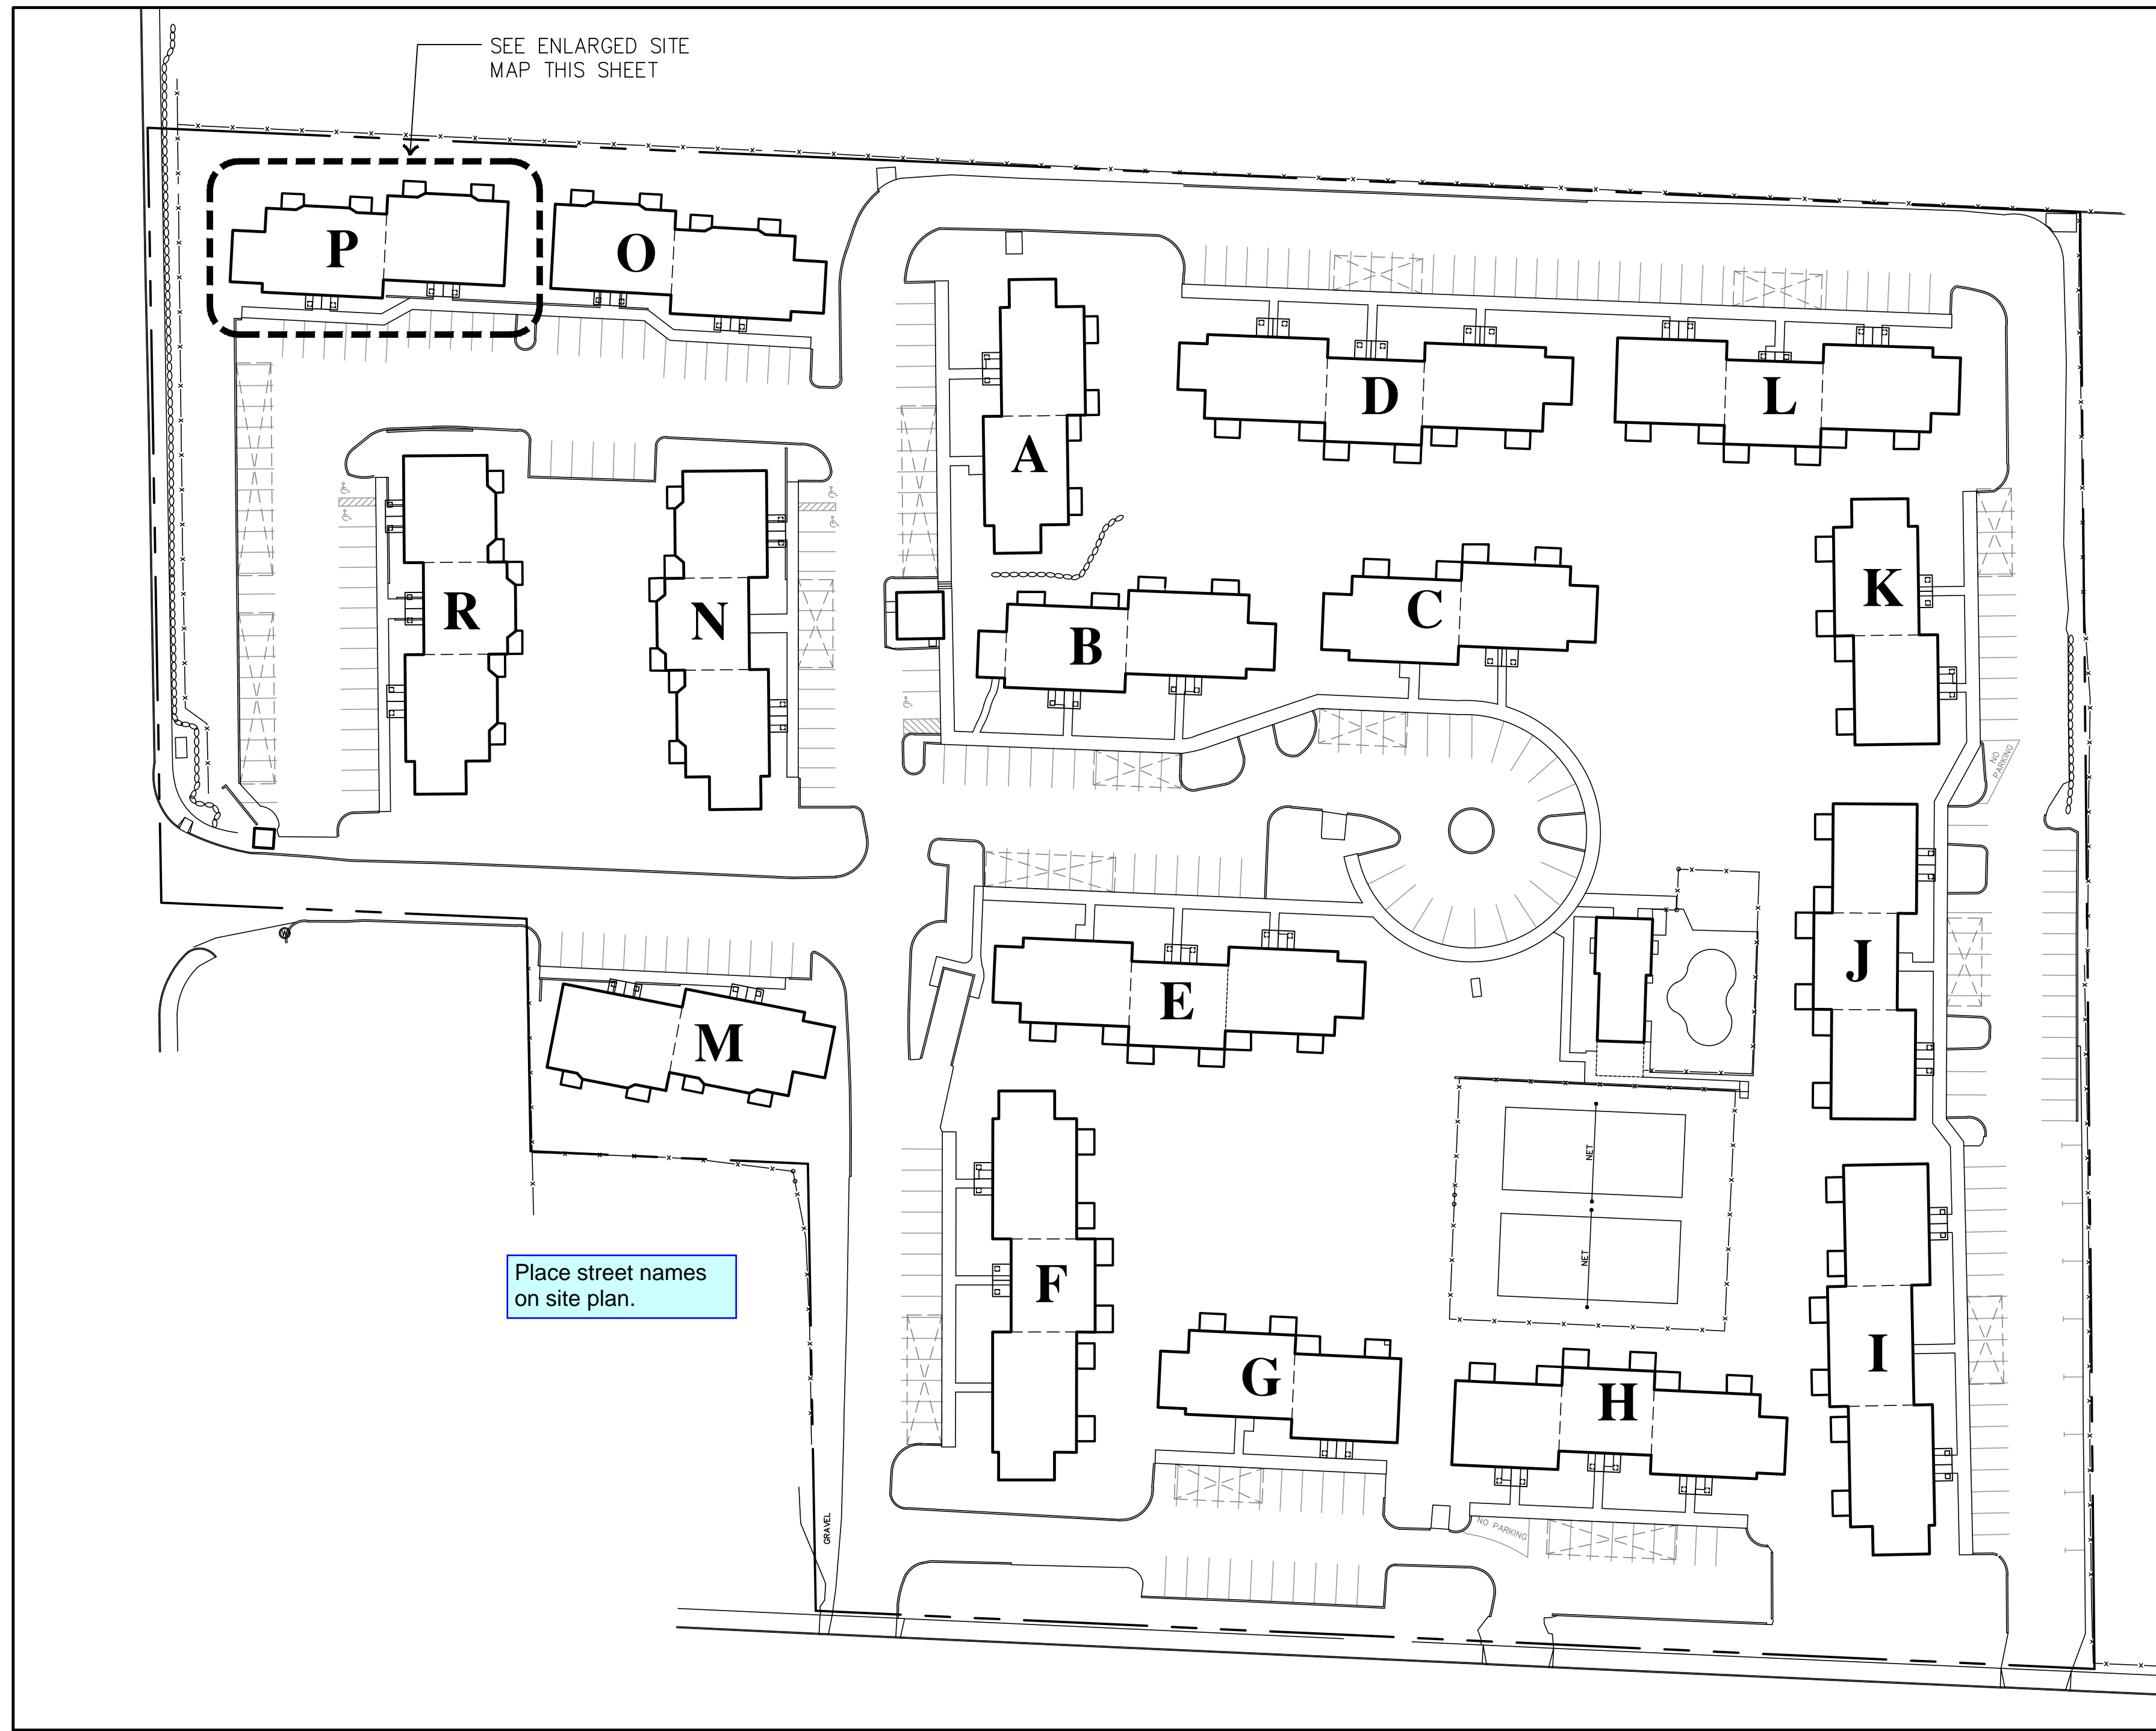 SEE ENLARGED SITE
MAP THIS SHEET
P
O
A
D
L
R
N
B
C
K
NO
PARKING
E
J
M
NET
F
NET
Place street names
on site plan.
G
H
I
GRAVEL
NO PARKING